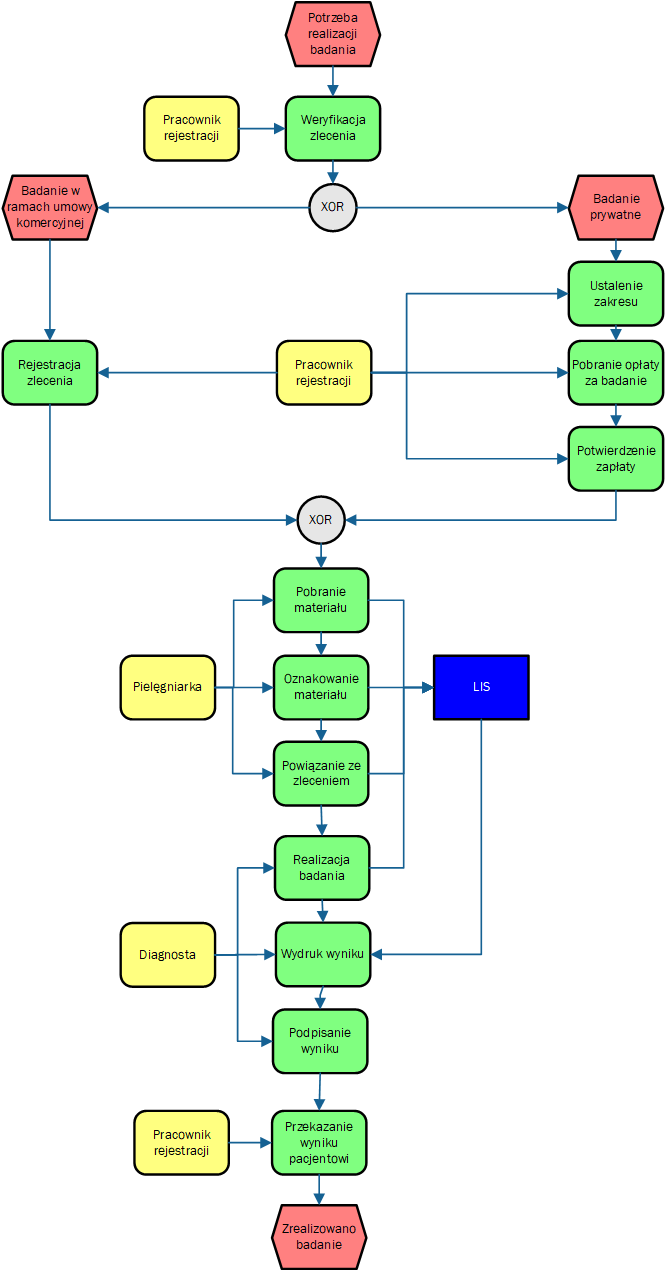 Potrzeba
realizacji
badania
Pracownik
rejestracji
Weryfikacja
zlecenia
Badanie w
ramach umowy
komercyjnej
XOR
Badanie
prywatne
Ustalenie
zakresu
Rejestracja
zlecenia
Pracownik
rejestracji
Pobranie opłaty
za badanie
Potwierdzenie
zapłaty
XOR
Pobranie
materiału
Pielęgniarka
Oznakowanie
materiału
LIS
Powiązanie ze
zleceniem
Realizacja
badania
Diagnosta
Wydruk wyniku
Podpisanie
wyniku
Pracownik
rejestracji
Przekazanie
wyniku
pacjentowi
Zrealizowano
badanie